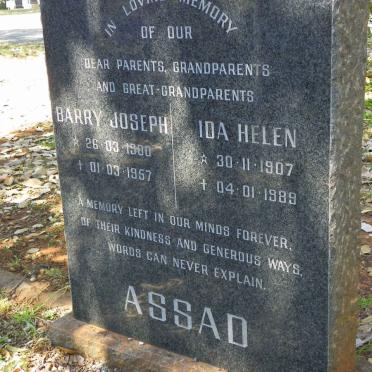 IN LOVING MEMORY
OF OUR
DEAR PARENTS, GRANDPARENTS
AND GREAT-GRANDPARENTS
BARRY JOSEPH
☆ 26·03·1900
† 01·03·1957
IDA HELEN
☆ 30·11·1907
† 04·01·1989
A MEMORY LEFT IN OUR MINDS FOREVER,
OF THEIR KINDNESS AND GENEROUS WAYS,
WORDS CAN NEVER EXPLAIN.
ASSAD